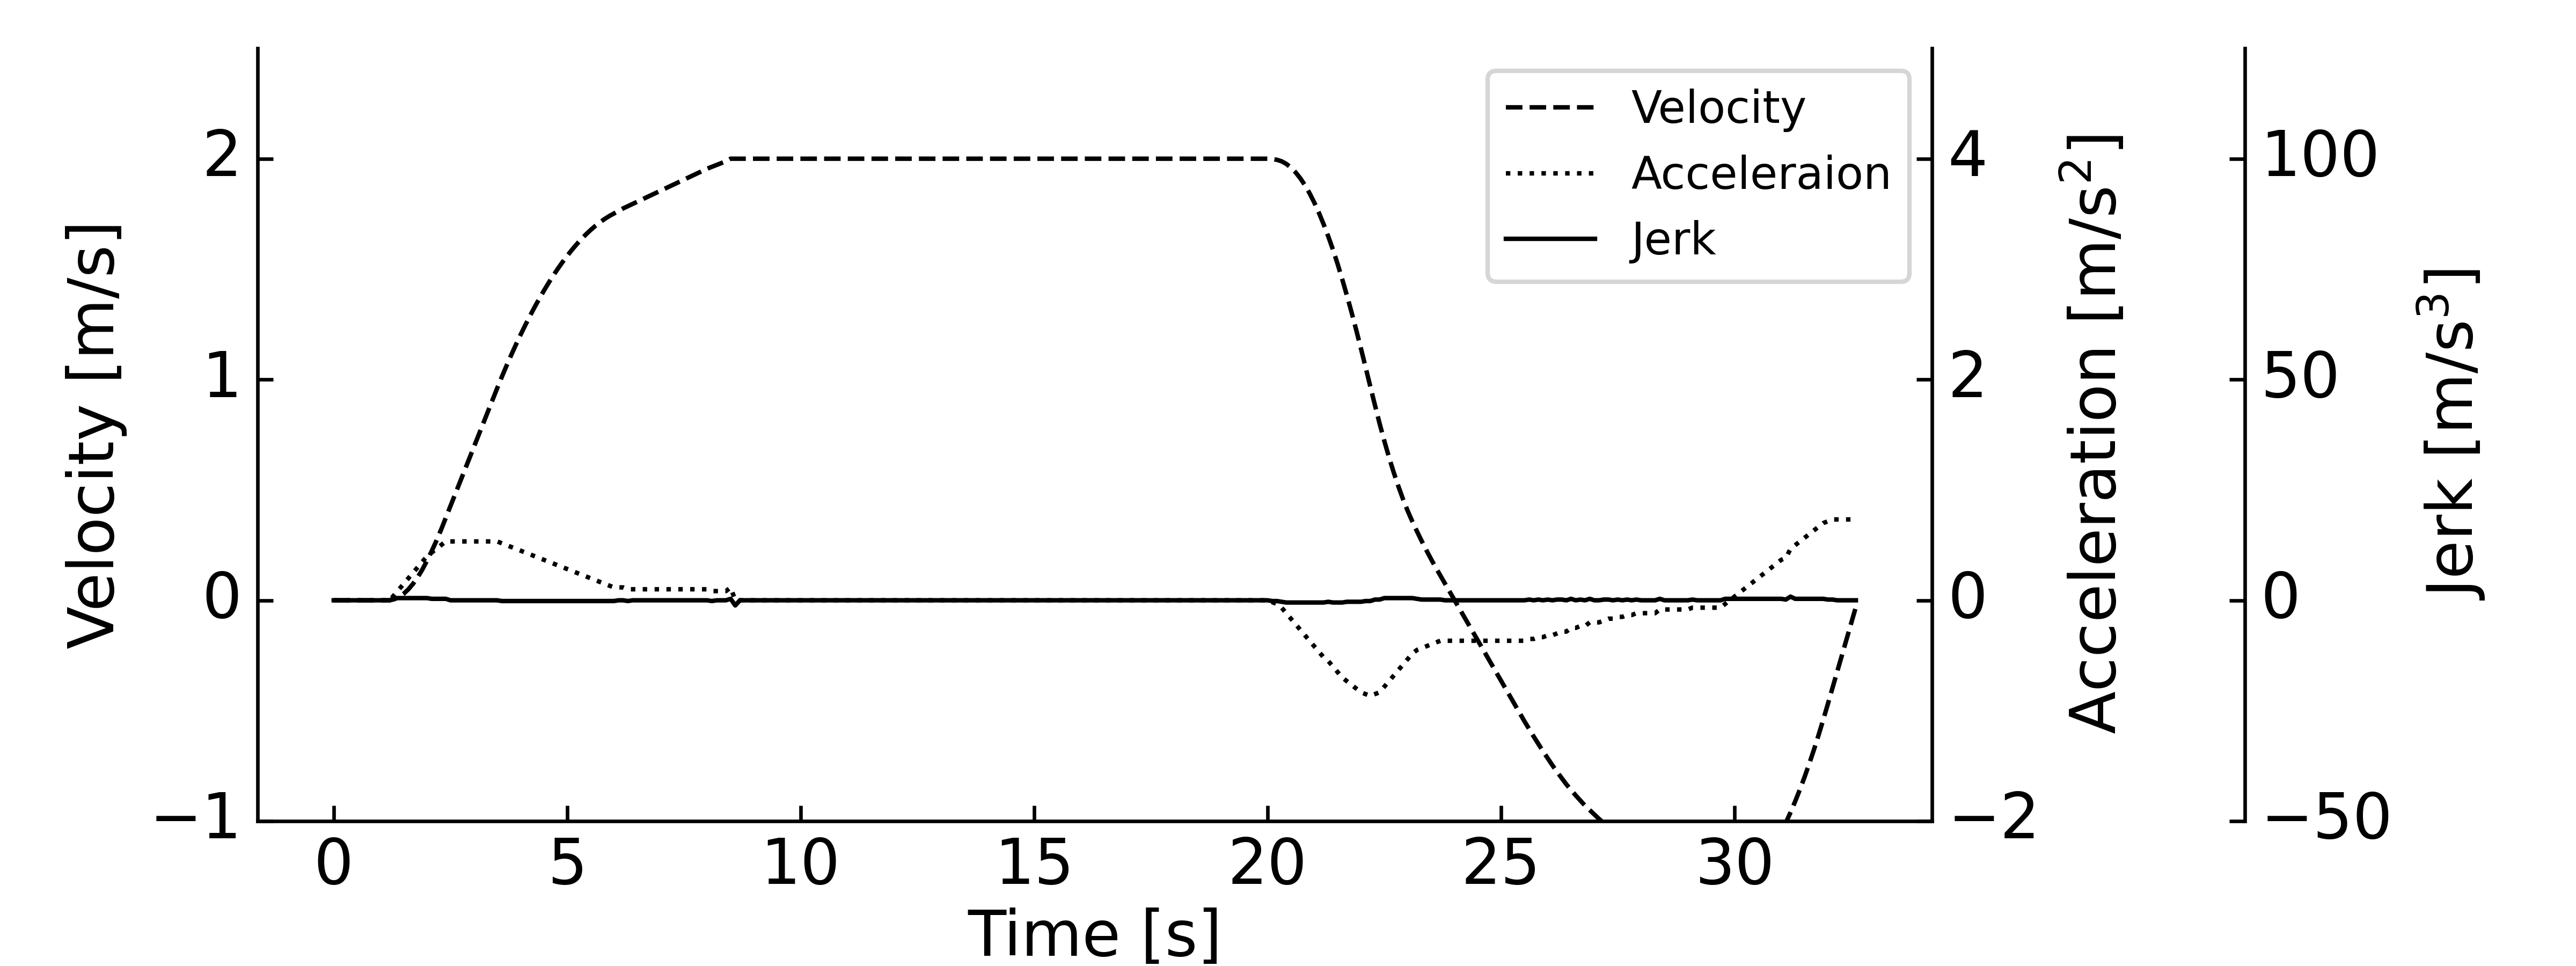 Velocity [m/s]
2
1
0
−1
0 5 10 15 20 25 30
Time [s]
Velocity
Acceleraion
Jerk
4
2
0
−2
Acceleration [m/s²]
100
50
0
−50
Jerk [m/s³]